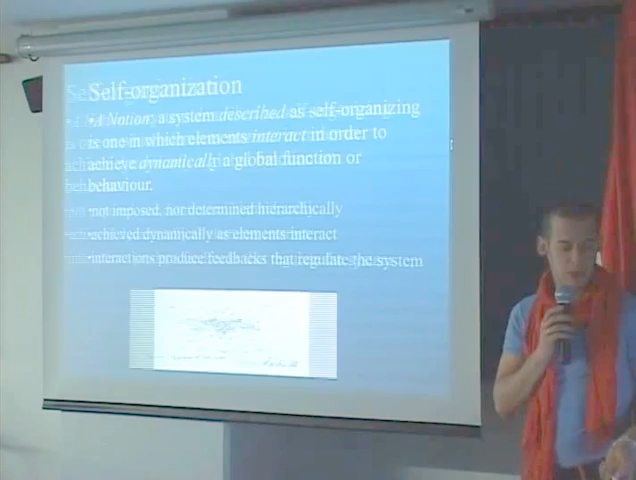 Self-organization
•A Notion: a system described as self-organizing
is one in which elements interact in order to
achieve dynamically a global function or
behaviour.
•not imposed, nor determined hierarchically
•achieved dynamically as elements interact
•interactions produce feedbacks that regulate the system